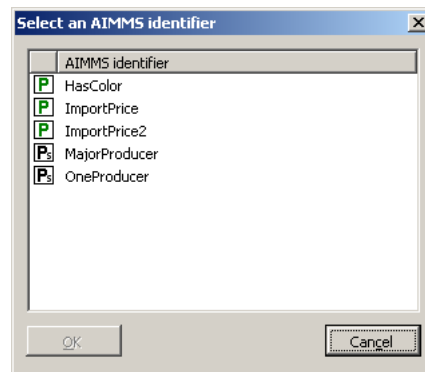 Select an AIMMS identifier
AIMMS identifier
P HasColor
P ImportPrice
P ImportPrice2
Ps MajorProducer
Ps OneProducer
OK Cancel